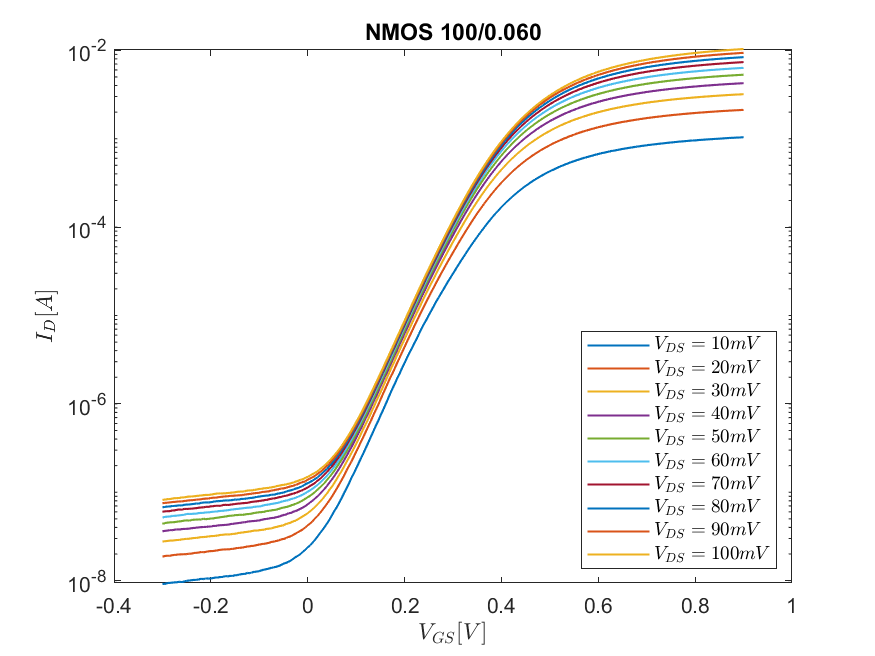 NMOS 100/0.060
10^-2
10^-4
10^-6
10^-8
I_D[A]
-0.4 -0.2 0 0.2 0.4 0.6 0.8 1
V_GS[V]
V_DS = 10mV
V_DS = 20mV
V_DS = 30mV
V_DS = 40mV
V_DS = 50mV
V_DS = 60mV
V_DS = 70mV
V_DS = 80mV
V_DS = 90mV
V_DS = 100mV